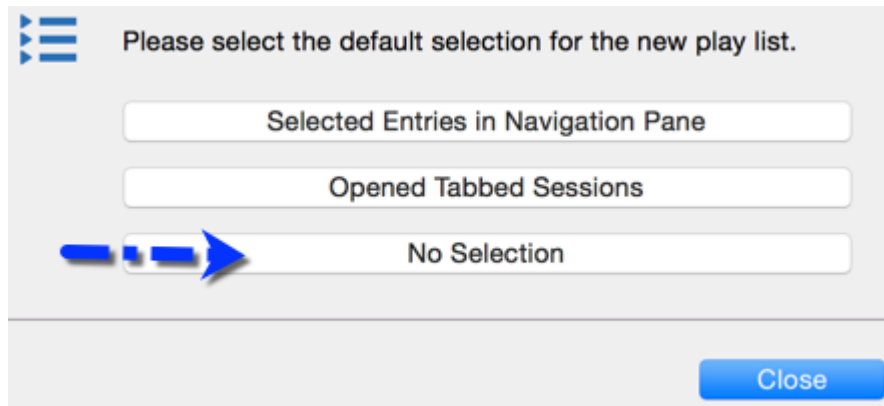 Please select the default selection for the new play list.
Selected Entries in Navigation Pane
Opened Tabbed Sessions
No Selection
Close